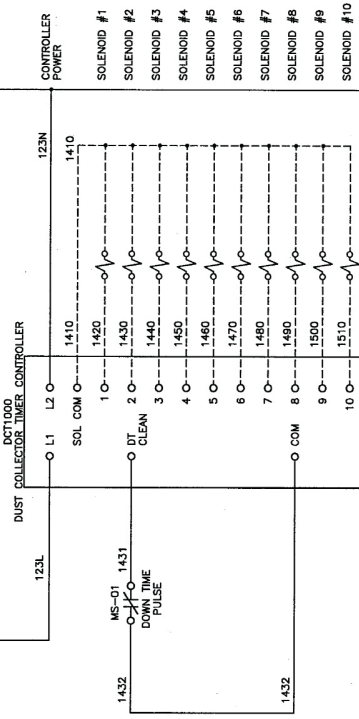 DCT1000
DUST COLLECTOR TIMER CONTROLLER
123L
L1
L2
123N
CONTROLLER
POWER
SOL COM
1410
1410
1
1420
SOLENOID #1
MS-01
DOWN TIME
PULSE
1432
1431
DT
CLEAN
2
1430
SOLENOID #2
3
1440
SOLENOID #3
4
1450
SOLENOID #4
5
1460
SOLENOID #5
6
1470
SOLENOID #6
7
1480
SOLENOID #7
1432
COM
8
1490
SOLENOID #8
9
1500
SOLENOID #9
10
1510
SOLENOID #10